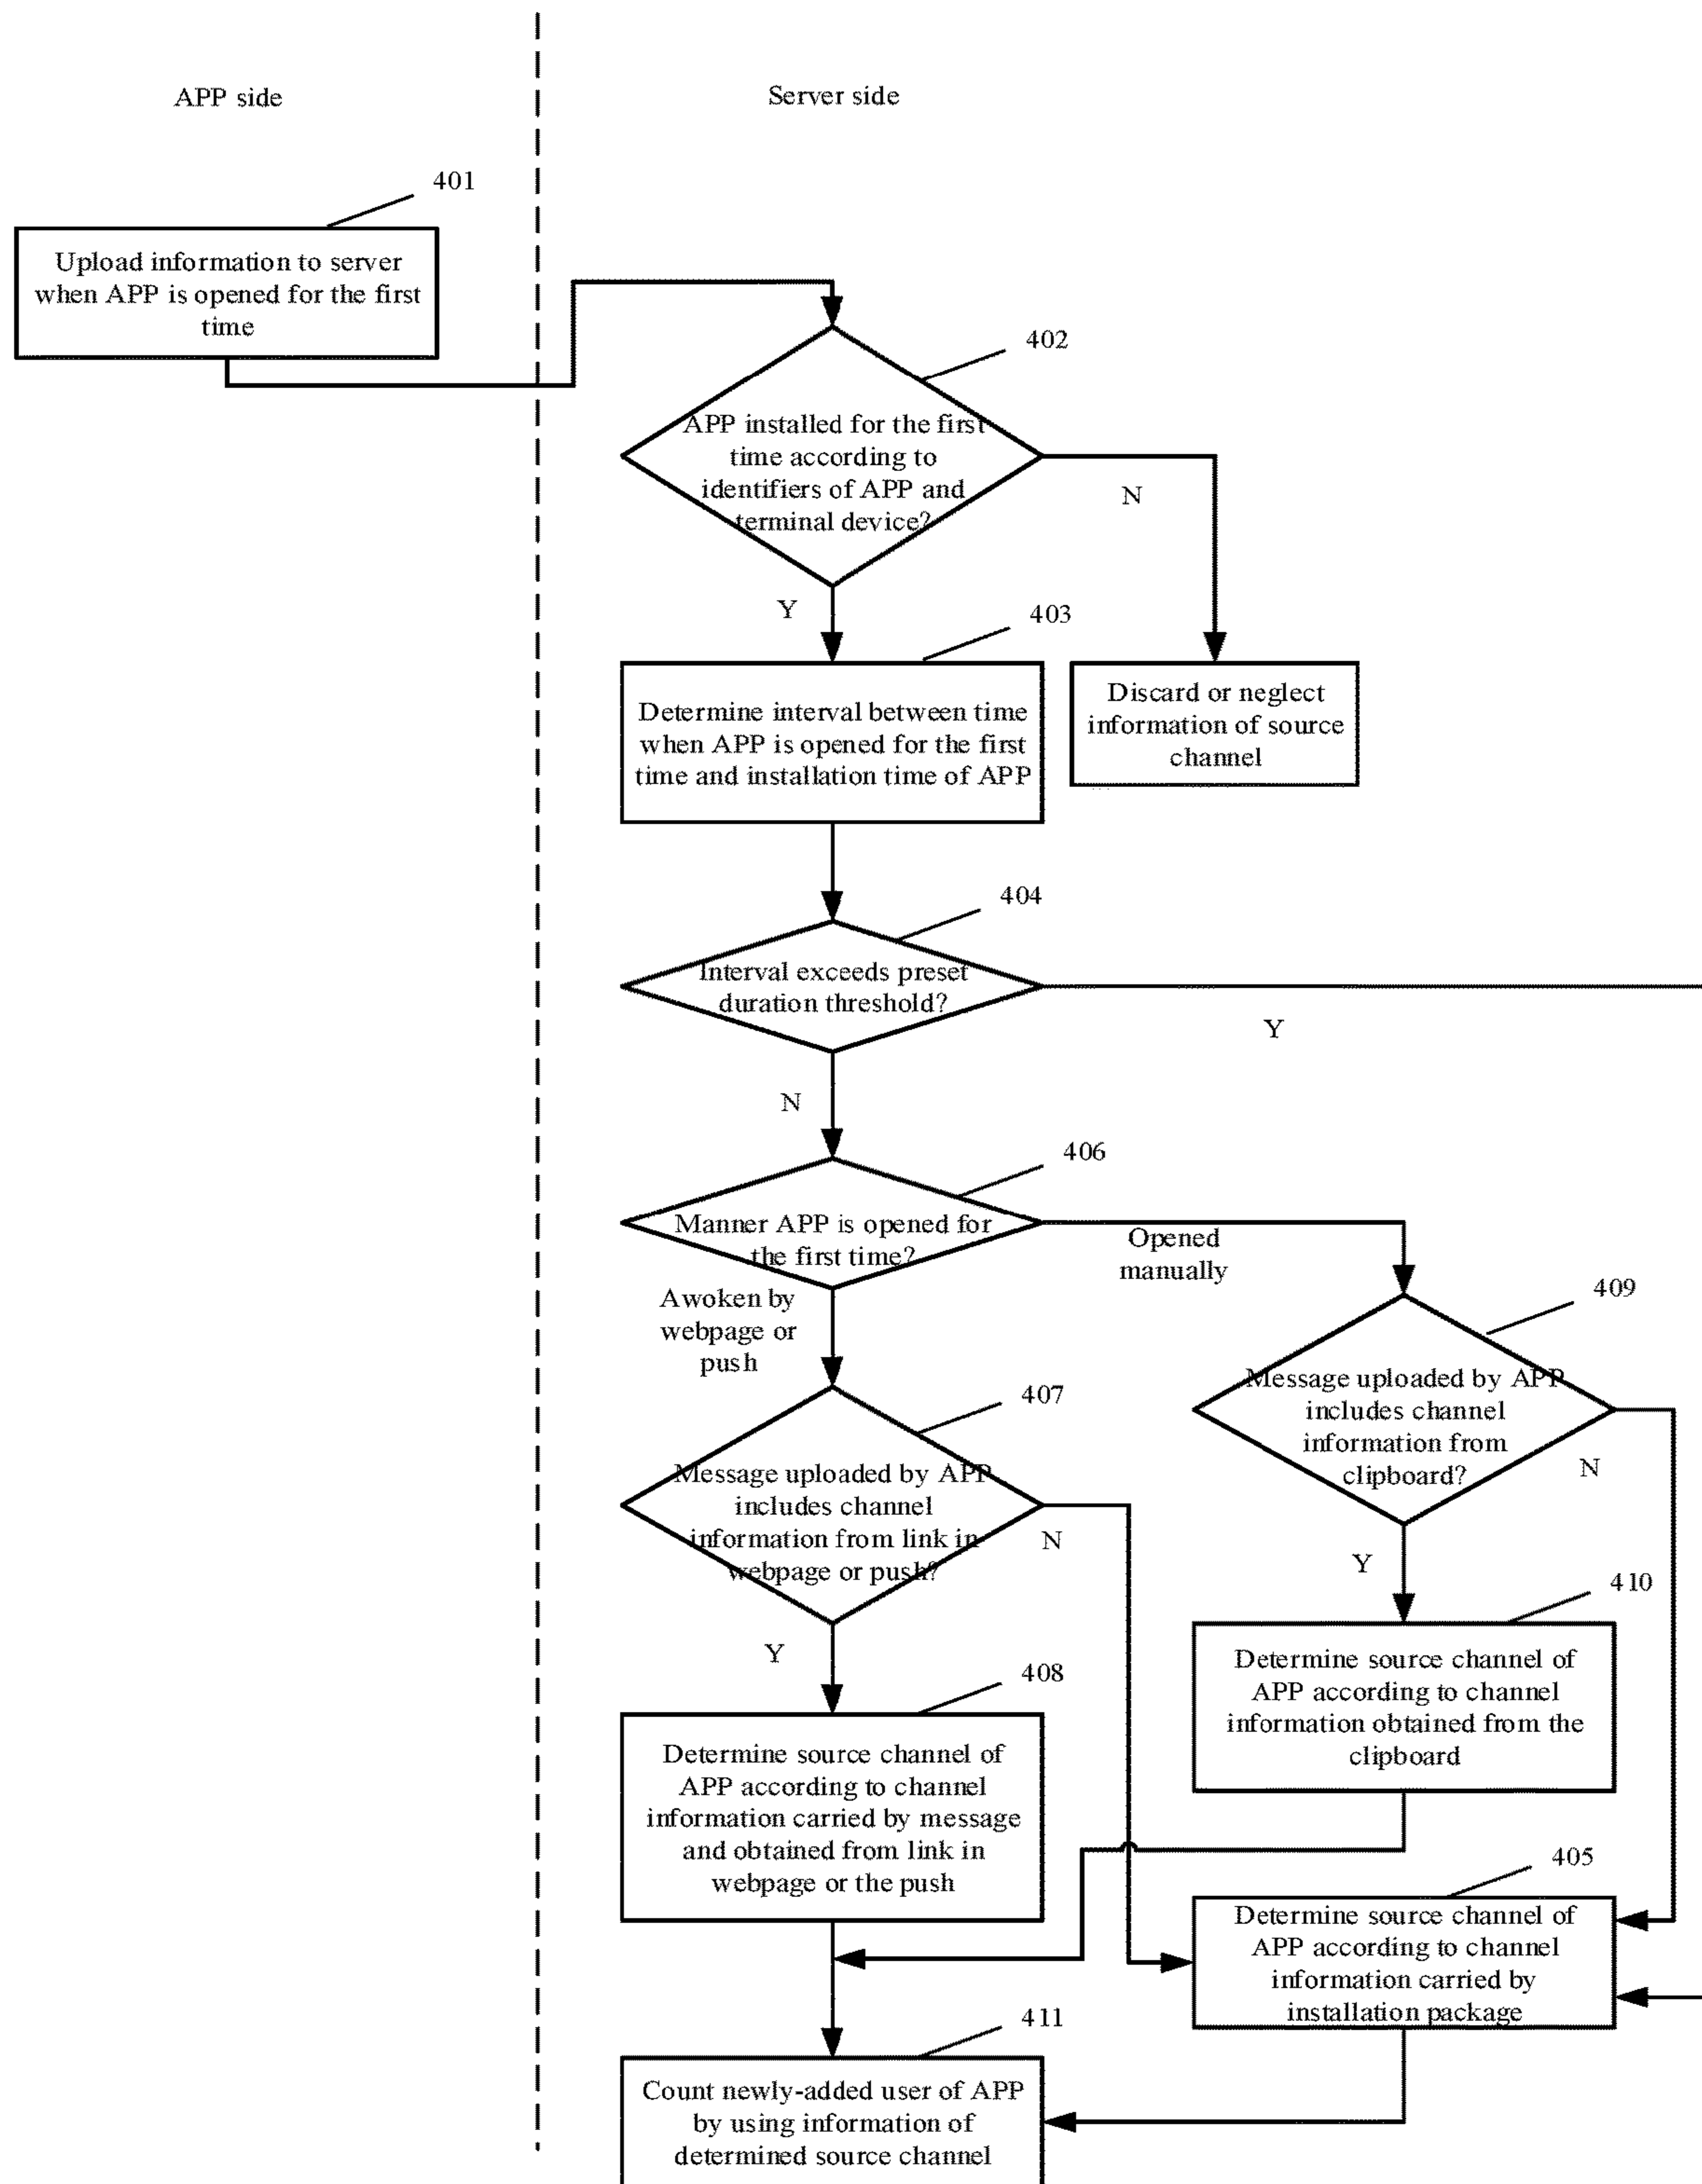 APP side
Server side
401
Upload information to server
when APP is opened for the first
time
402
APP installed for the first
time according to
identifiers of APP and
terminal device?
N
Y
403
Determine interval between time
when APP is opened for the first
time and installation time of APP
Discard or neglect
information of source
channel
404
Interval exceeds preset
duration threshold?
Y
N
406
Manner APP is opened for
the first time?
Opened
manually
Awoken by
webpage or
push
409
Message uploaded by APP
includes channel
information from
clipboard?
N
Y
407
Message uploaded by APP
includes channel
information from link in
webpage or push?
N
Y
410
Determine source channel of
APP according to channel
information obtained from the
clipboard
408
Determine source channel of
APP according to channel
information carried by message
and obtained from link in
webpage or the push
405
Determine source channel of
APP according to channel
information carried by
installation package
411
Count newly-added user of APP
by using information of
determined source channel